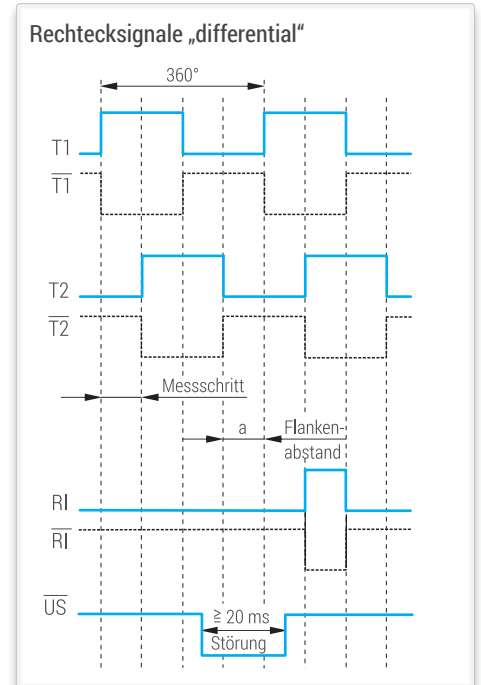 Rechtecksignale „differential“
360°
T1
T1
T2
T2
Messschritt
a
Flanken-
abstand
RI
RI
US
≧ 20 ms
Störung